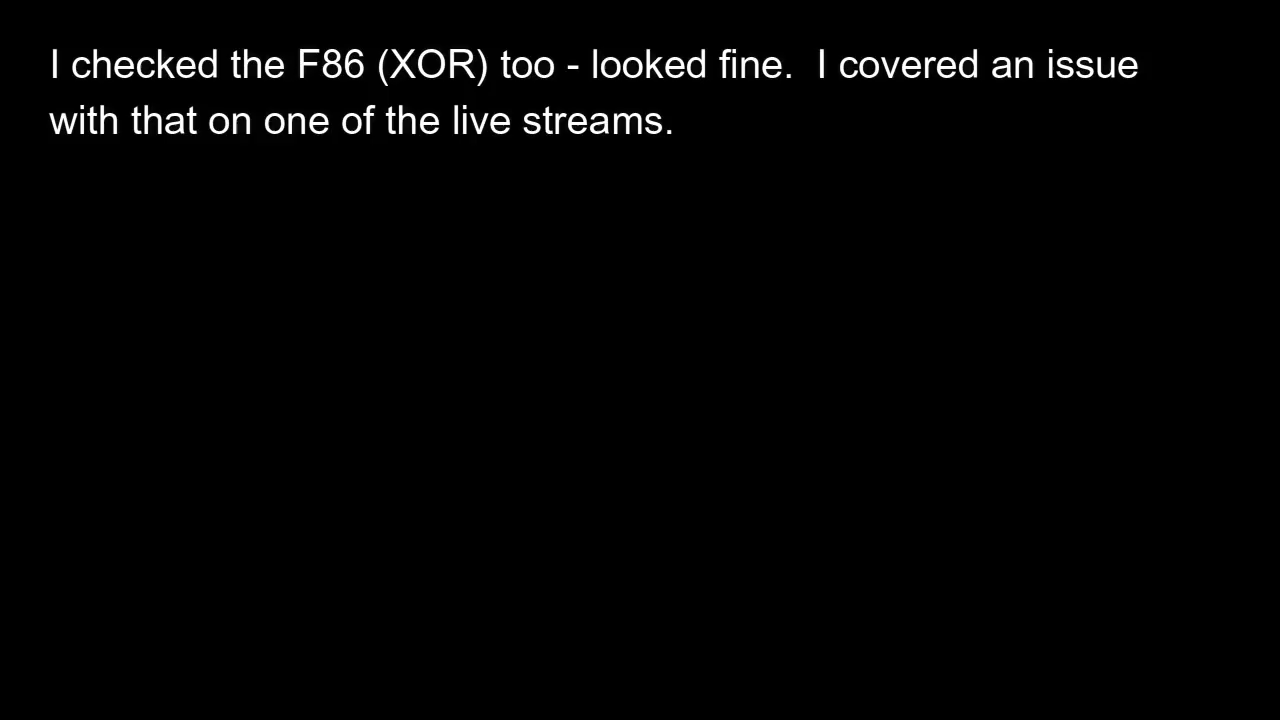 I checked the F86 (XOR) too - looked fine.  I covered an issue
with that on one of the live streams.